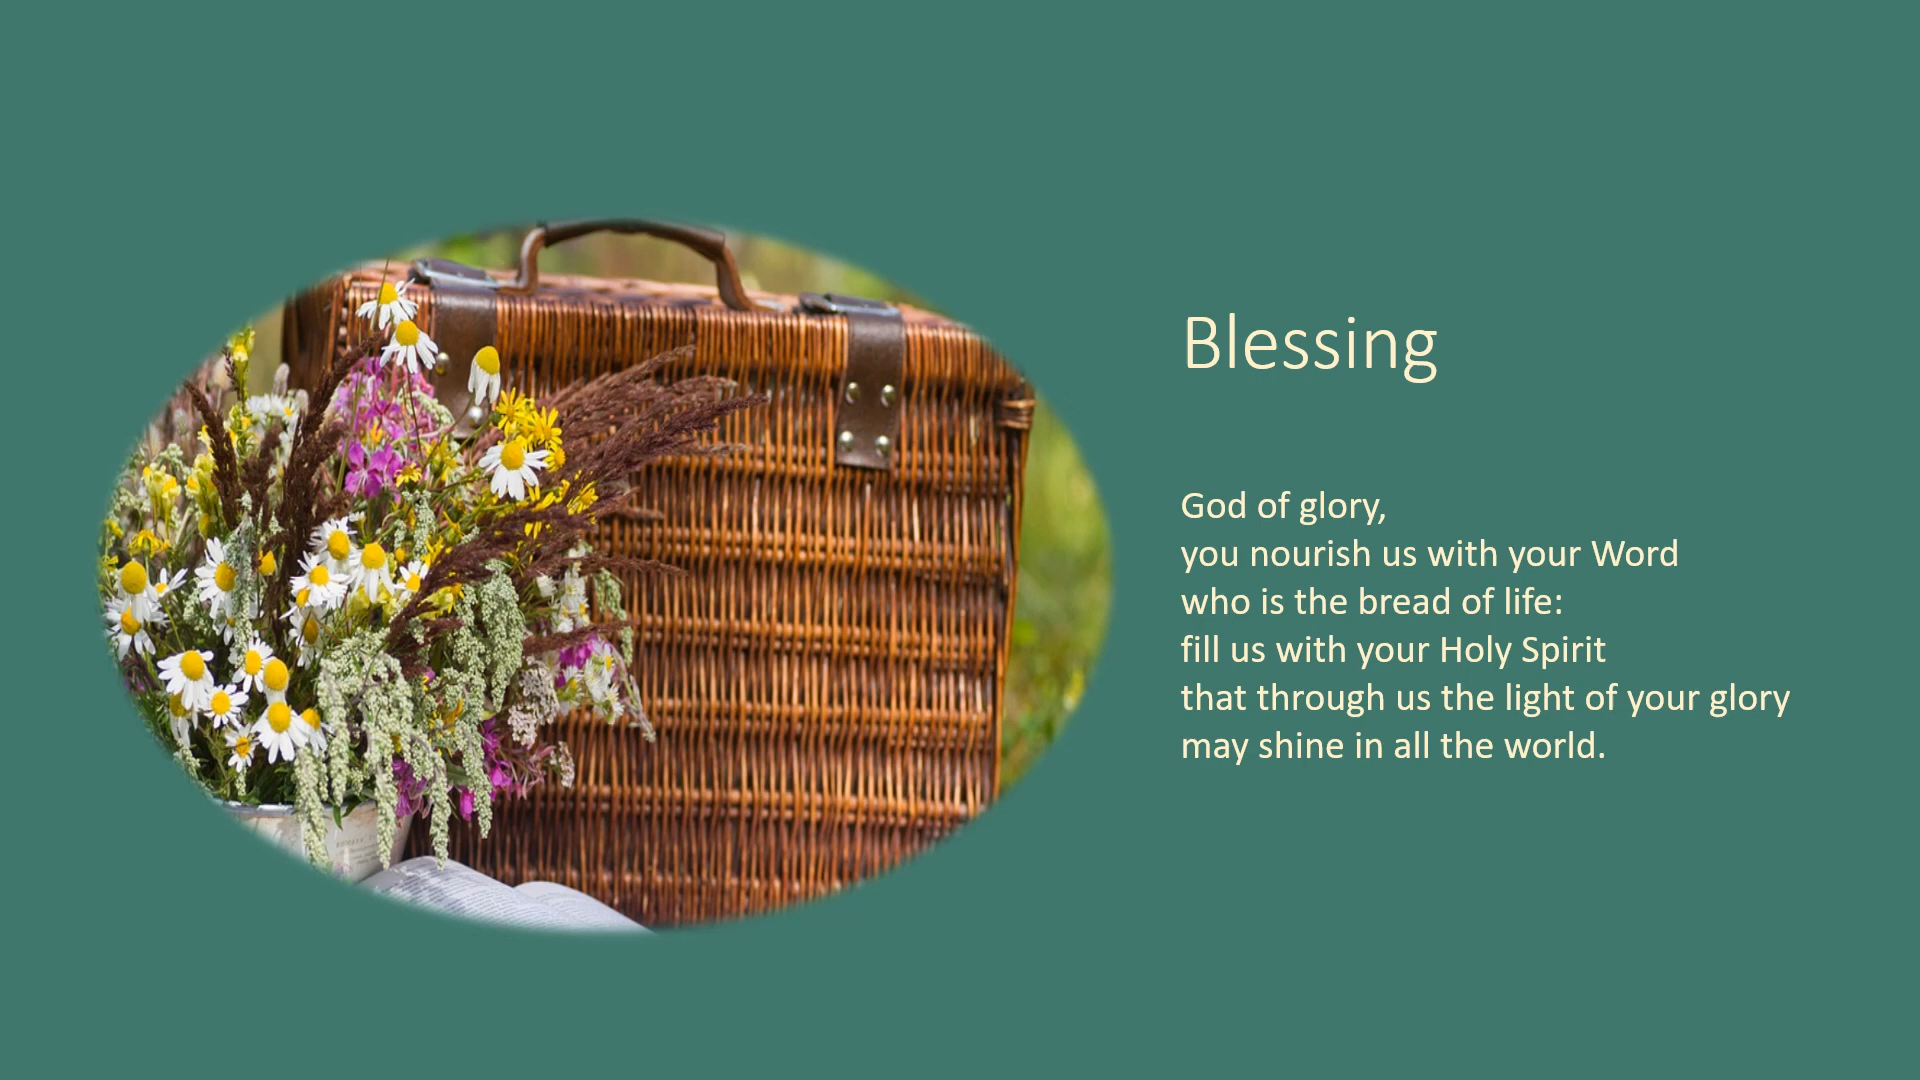 Blessing
God of glory,
you nourish us with your Word
who is the bread of life:
fill us with your Holy Spirit
that through us the light of your glory
may shine in all the world.